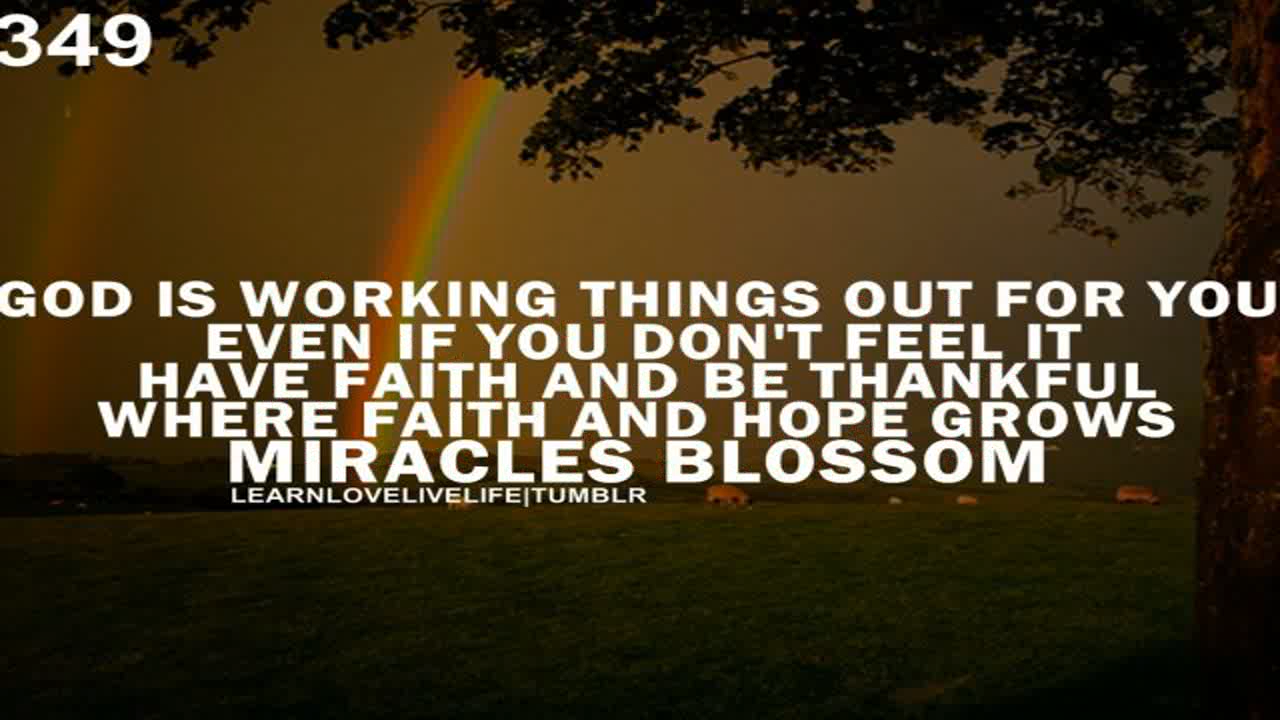 349
GOD IS WORKING THINGS OUT FOR YOU
EVEN IF YOU DON'T FEEL IT
HAVE FAITH AND BE THANKFUL
WHERE FAITH AND HOPE GROWS
MIRACLES BLOSSOM
LEARNLOVELIVELIFE|TUMBLR